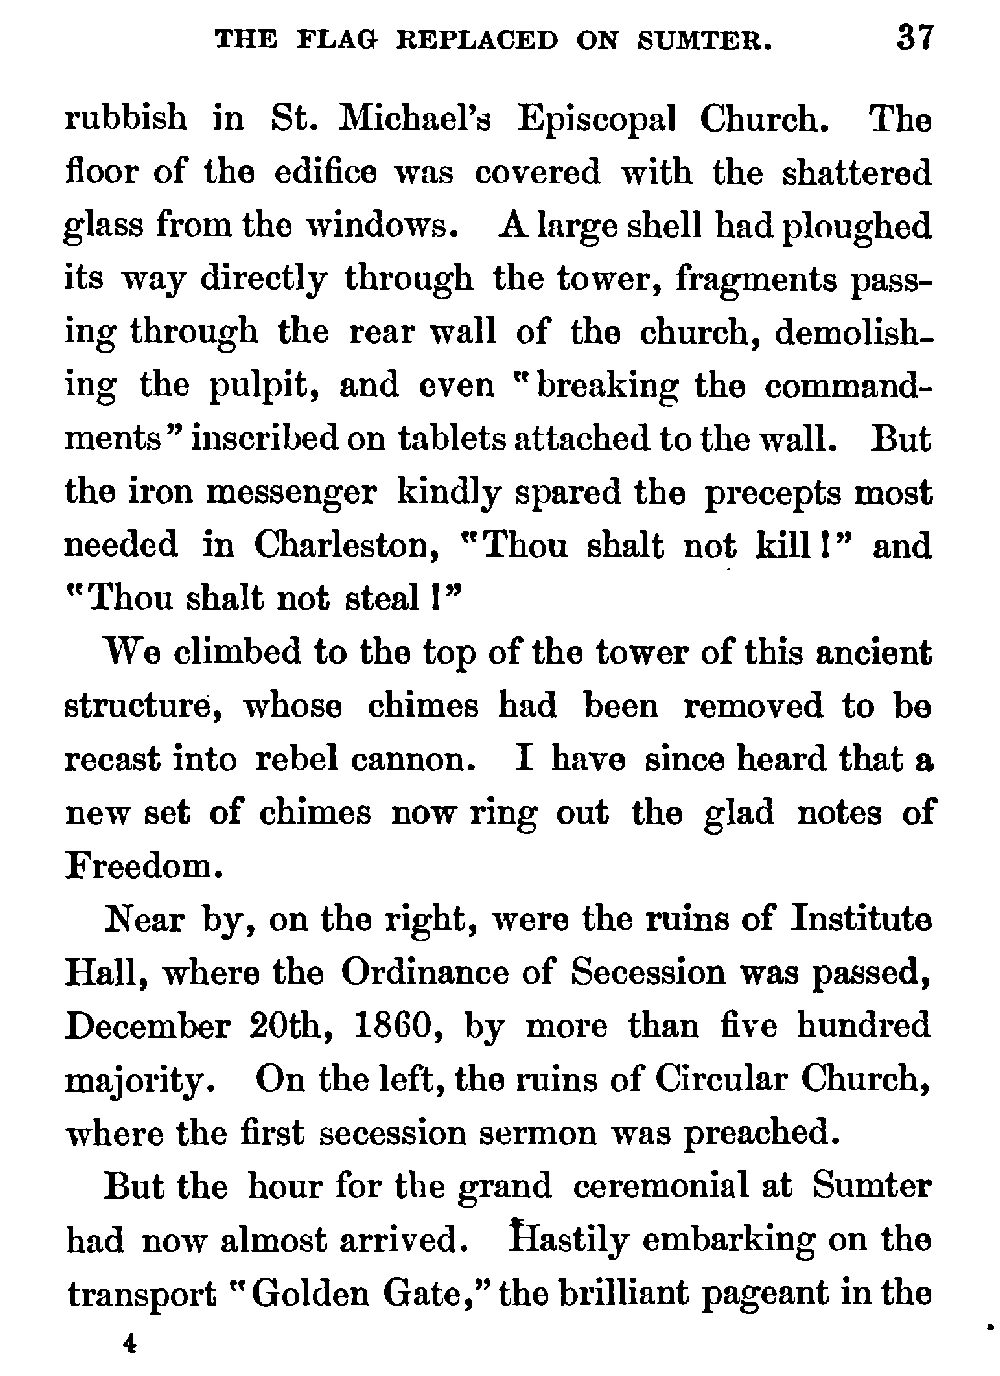 THE FLAG REPLACED ON SUMTER. 37
rubbish in St. Michael's Episcopal Church. The
floor of the edifice was covered with the shattered
glass from the windows. A large shell had ploughed
its way directly through the tower, fragments pass-
ing through the rear wall of the church, demolish-
ing the pulpit, and even "breaking the command-
ments" inscribed on tablets attached to the wall. But
the iron messenger kindly spared the precepts most
needed in Charleston, "Thou shalt not kill!" and
"Thou shalt not steal!"
We climbed to the top of the tower of this ancient
structure, whose chimes had been removed to be
recast into rebel cannon. I have since heard that a
new set of chimes now ring out the glad notes of
Freedom.
Near by, on the right, were the ruins of Institute
Hall, where the Ordinance of Secession was passed,
December 20th, 1860, by more than five hundred
majority. On the left, the ruins of Circular Church,
where the first secession sermon was preached.
But the hour for the grand ceremonial at Sumter
had now almost arrived. Hastily embarking on the
transport "Golden Gate," the brilliant pageant in the
4